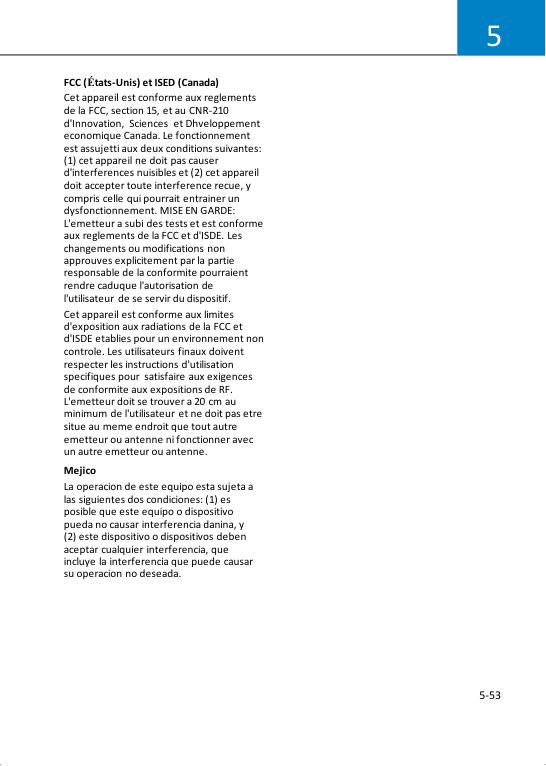 5
FCC (États-Unis) et ISED (Canada)
Cet appareil est conforme aux reglements
de la FCC, section 15, et au CNR-210
d'Innovation, Sciences et Dhveloppement
economique Canada. Le fonctionnement
est assujetti aux deux conditions suivantes:
(1) cet appareil ne doit pas causer
d'interferences nuisibles et (2) cet appareil
doit accepter toute interference recue, y
compris celle qui pourrait entrainer un
dysfonctionnement. MISE EN GARDE:
L'emetteur a subi des tests et est conforme
aux reglements de la FCC et d'ISDE. Les
changements ou modifications non
approuves explicitement par la partie
responsable de la conformite pourraient
rendre caduque l'autorisation de
l'utilisateur de se servir du dispositif.
Cet appareil est conforme aux limites
d'exposition aux radiations de la FCC et
d'ISDE etablies pour un environnement non
controle. Les utilisateurs finaux doivent
respecter les instructions d'utilisation
specifiques pour satisfaire aux exigences
de conformite aux expositions de RF.
L'emetteur doit se trouver a 20 cm au
minimum de l'utilisateur et ne doit pas etre
situe au meme endroit que tout autre
emetteur ou antenne ni fonctionner avec
un autre emetteur ou antenne.
Mejico
La operacion de este equipo esta sujeta a
las siguientes dos condiciones: (1) es
posible que este equipo o dispositivo
pueda no causar interferencia danina, y
(2) este dispositivo o dispositivos deben
aceptar cualquier interferencia, que
incluye la interferencia que puede causar
su operacion no deseada.
5-53